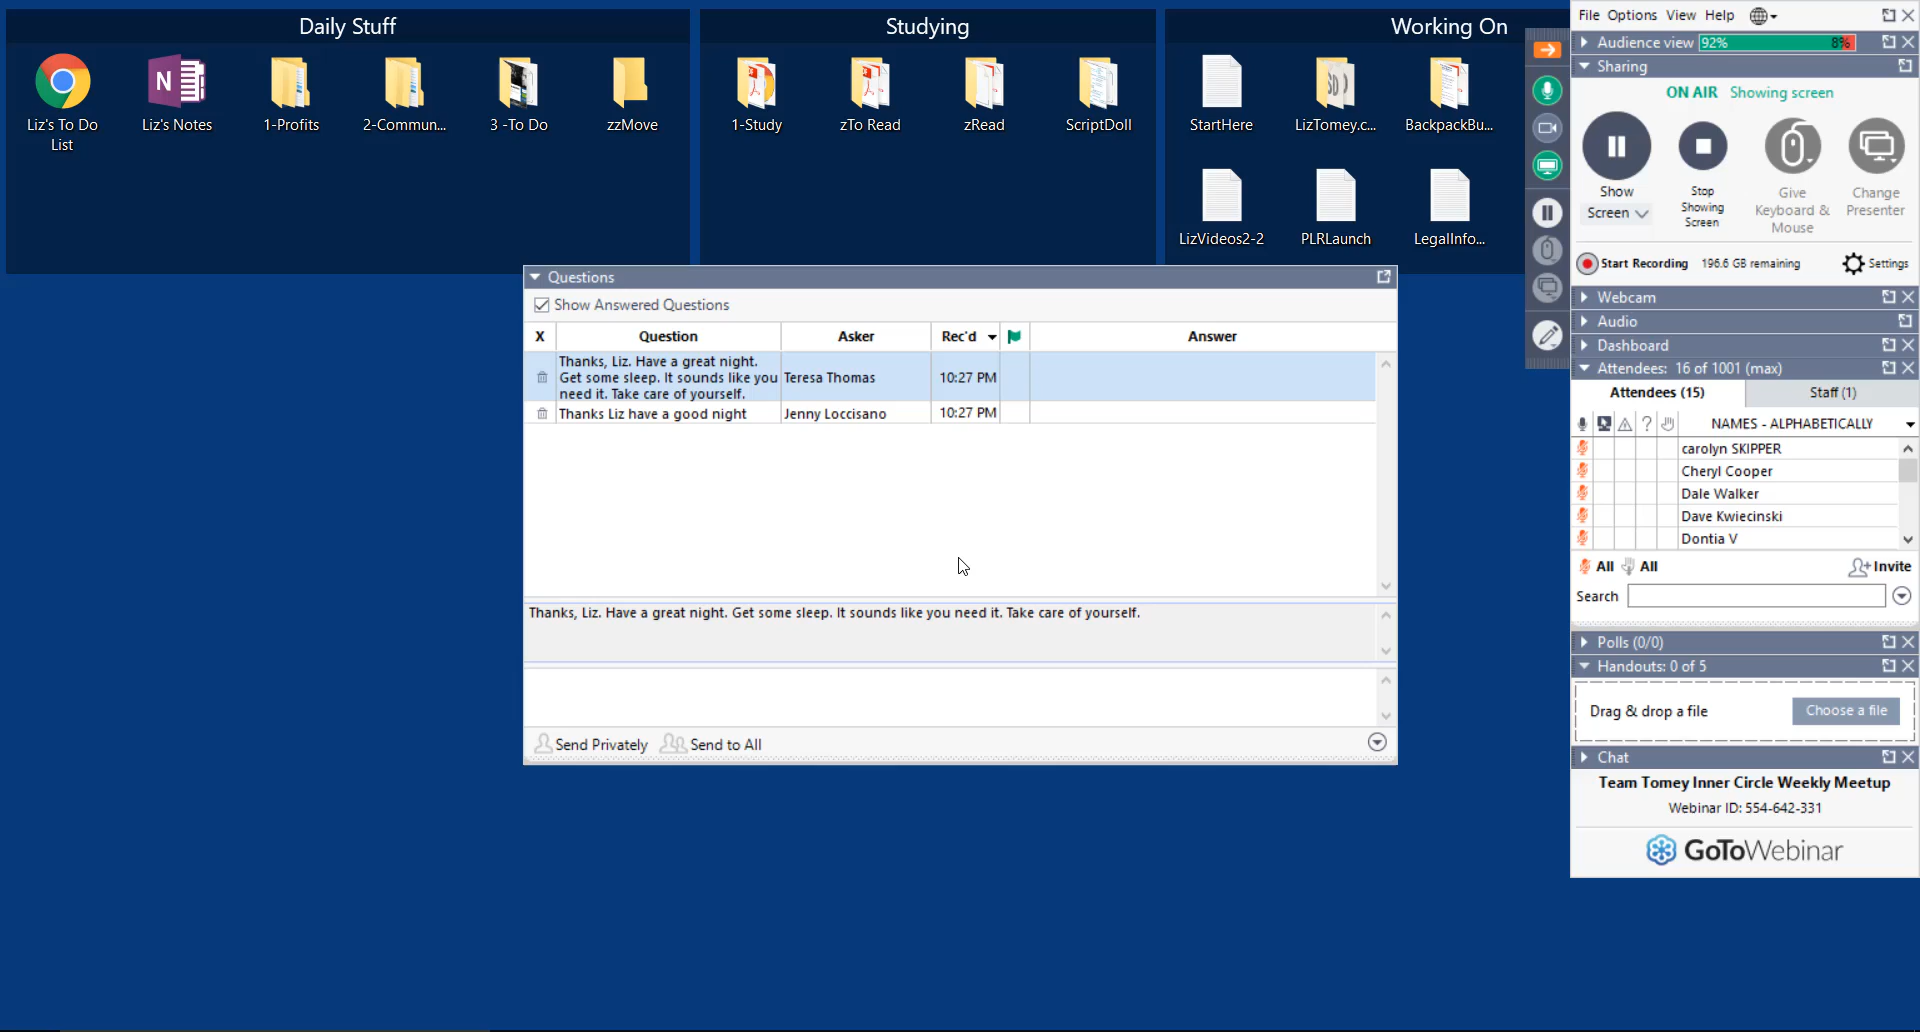 Daily Stuff
Liz's To Do
List
Liz's Notes
1-Profits
2-Commun...
3 -To Do
zzMove
Studying
1-Study
zTo Read
zRead
ScriptDoll
Working On
StartHere
LizTomey.c...
BackpackBu...
LizVideos2-2
PLRLaunch
LegalInfo...
Questions
Show Answered Questions
X Question Asker Rec'd Answer
Thanks, Liz. Have a great night.
Get some sleep. It sounds like you
need it. Take care of yourself.
Teresa Thomas
10:27 PM
Thanks Liz have a good night
Jenny Loccisano
10:27 PM
Thanks, Liz. Have a great night. Get some sleep. It sounds like you need it. Take care of yourself.
Send Privately Send to All
File Options View Help
Audience view 92% 8%
Sharing
ON AIR Showing screen
Show
Screen
Stop
Showing
Screen
Give
Keyboard &
Mouse
Change
Presenter
Start Recording 196.6 GB remaining Settings
Webcam
Audio
Dashboard
Attendees: 16 of 1001 (max)
Attendees (15) Staff (1)
? NAMES - ALPHABETICALLY
carolyn SKIPPER
Cheryl Cooper
Dale Walker
Dave Kwiecinski
Dontia V
All All Invite
Search
Polls (0/0)
Handouts: 0 of 5
Drag & drop a file Choose a file
Chat
Team Tomey Inner Circle Weekly Meetup
Webinar ID: 554-642-331
GoToWebinar